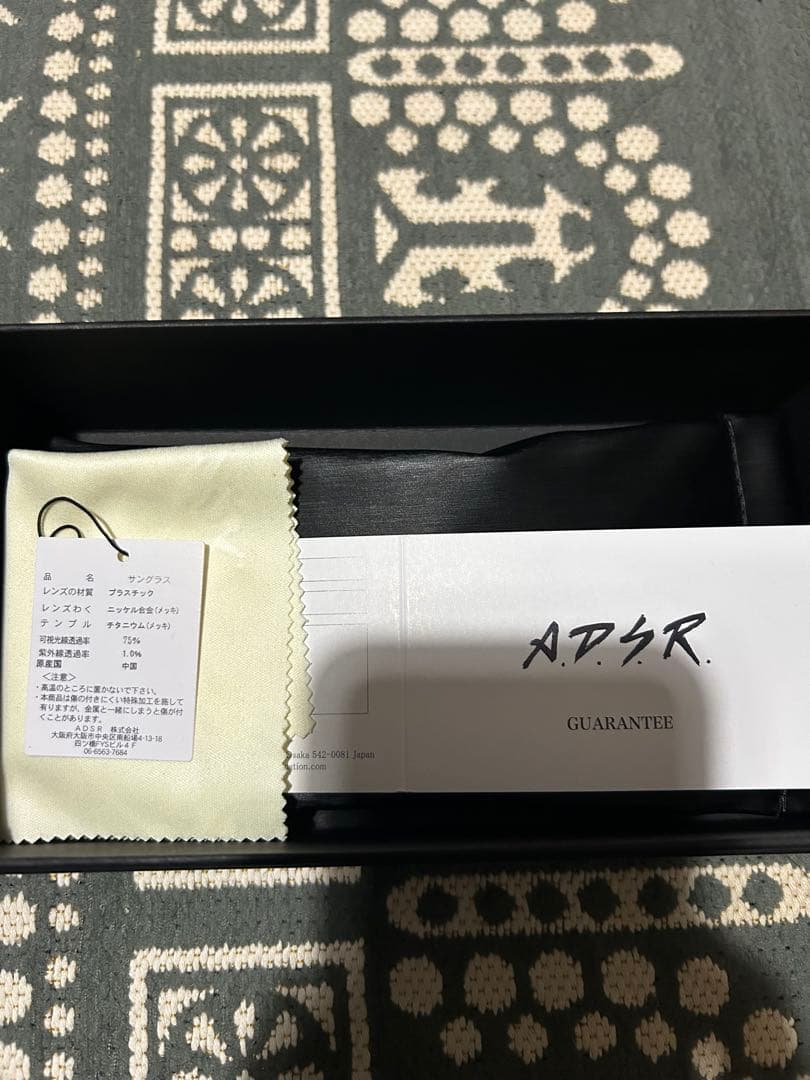 品 名 サングラス
レンズの材質 プラスチック
レンズわく ニッケル合金(メッキ)
テンプル チタニウム(メッキ)
可視光線透過率 75%
紫外線透過率 1.0%
原産国 中国
<注意>
・高温のところに置かないで下さい。
・本商品は傷の付きにくい特殊加工を施して
有りますが、金属と一緒にしまうと傷が付
くことがあります。
ADSR 株式会社
大阪府大阪市中央区南船場4-13-18
四ツ橋FYSビル4F
06-6563-7684
A.D.S.R.
GUARANTEE
saka 542-0081 Japan
ation.com